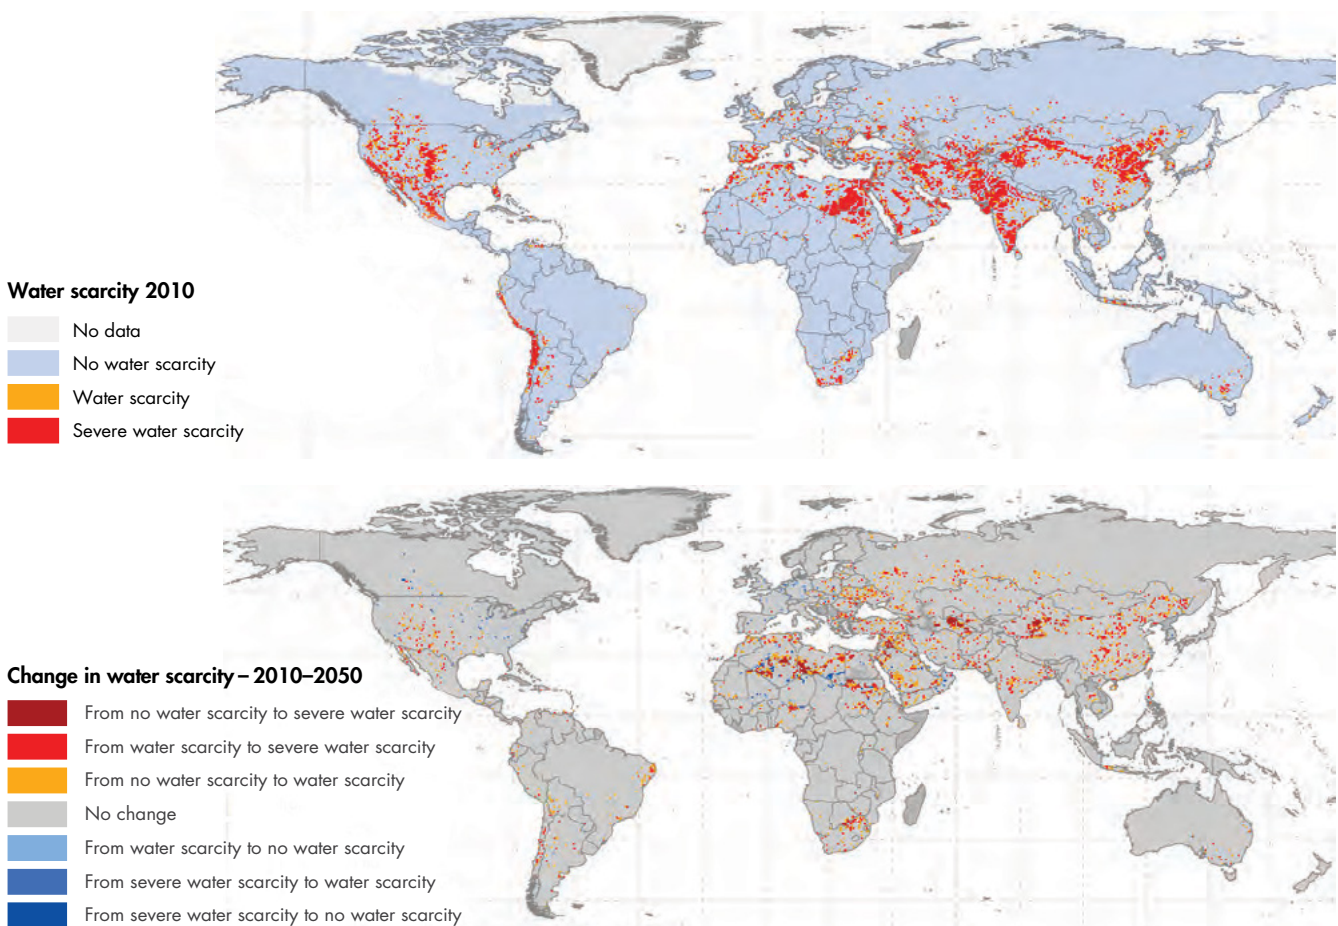 Water scarcity 2010
No data
No water scarcity
Water scarcity
Severe water scarcity
Change in water scarcity – 2010–2050
From no water scarcity to severe water scarcity
From water scarcity to severe water scarcity
From no water scarcity to water scarcity
No change
From water scarcity to no water scarcity
From severe water scarcity to water scarcity
From severe water scarcity to no water scarcity